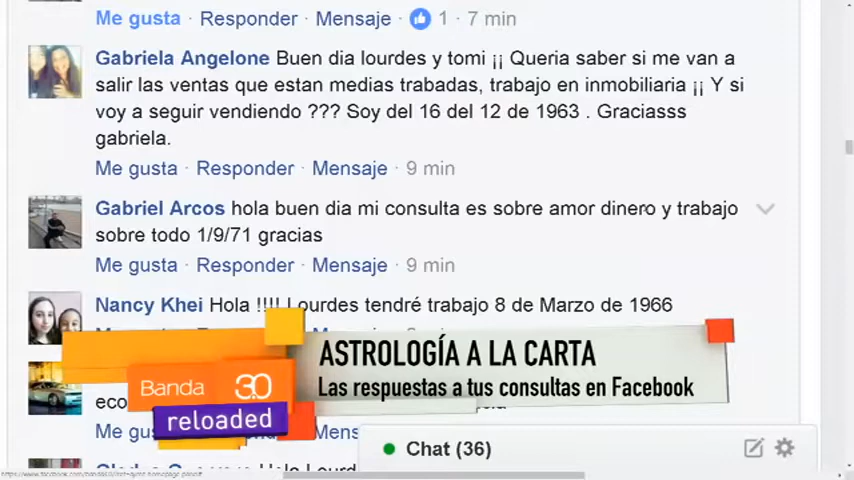 Me gusta · Responder · Mensaje · 1 · 7 min
Gabriela Angelone Buen dia lourdes y tomi ¡¡ Queria saber si me van a
salir las ventas que estan medias trabadas, trabajo en inmobiliaria ¡¡ Y si
voy a seguir vendiendo ??? Soy del 16 del 12 de 1963 . Graciasss
gabriela.
Me gusta · Responder · Mensaje · 9 min
Gabriel Arcos hola buen dia mi consulta es sobre amor dinero y trabajo
sobre todo 1/9/71 gracias
Me gusta · Responder · Mensaje · 9 min
Nancy Khei Hola !!!! Lourdes tendré trabajo 8 de Marzo de 1966
ASTROLOGÍA A LA CARTA
Las respuestas a tus consultas en Facebook
Banda 3.0
reloaded
Chat (36)